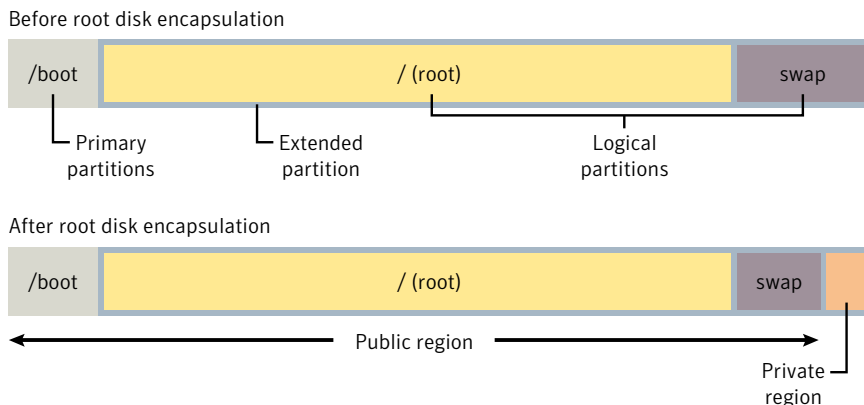 Before root disk encapsulation
/boot
/ (root)
swap
Primary
partitions
Extended
partition
Logical
partitions
After root disk encapsulation
/boot
/ (root)
swap
Public region
Private
region